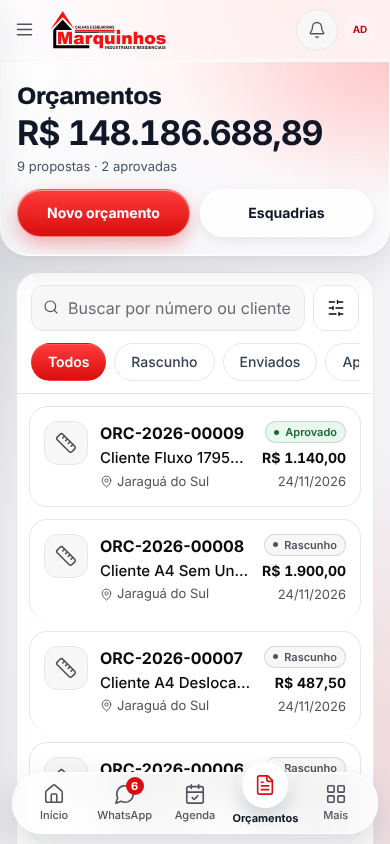 CALHAS E ESQUADRIAS
Marquinhos
INDUSTRIAIS E RESIDENCIAIS
AD
Orçamentos
R$ 148.186.688,89
9 propostas · 2 aprovadas
Novo orçamento
Esquadrias
Buscar por número ou cliente
Todos
Rascunho
Enviados
Ap
ORC-2026-00009
Aprovado
Cliente Fluxo 1795...
R$ 1.140,00
Jaraguá do Sul
24/11/2026
ORC-2026-00008
Rascunho
Cliente A4 Sem Un...
R$ 1.900,00
Jaraguá do Sul
24/11/2026
ORC-2026-00007
Rascunho
Cliente A4 Desloca...
R$ 487,50
Jaraguá do Sul
24/11/2026
ORC-2026-00006
Rascunho
6
Início
WhatsApp
Agenda
Orçamentos
Mais